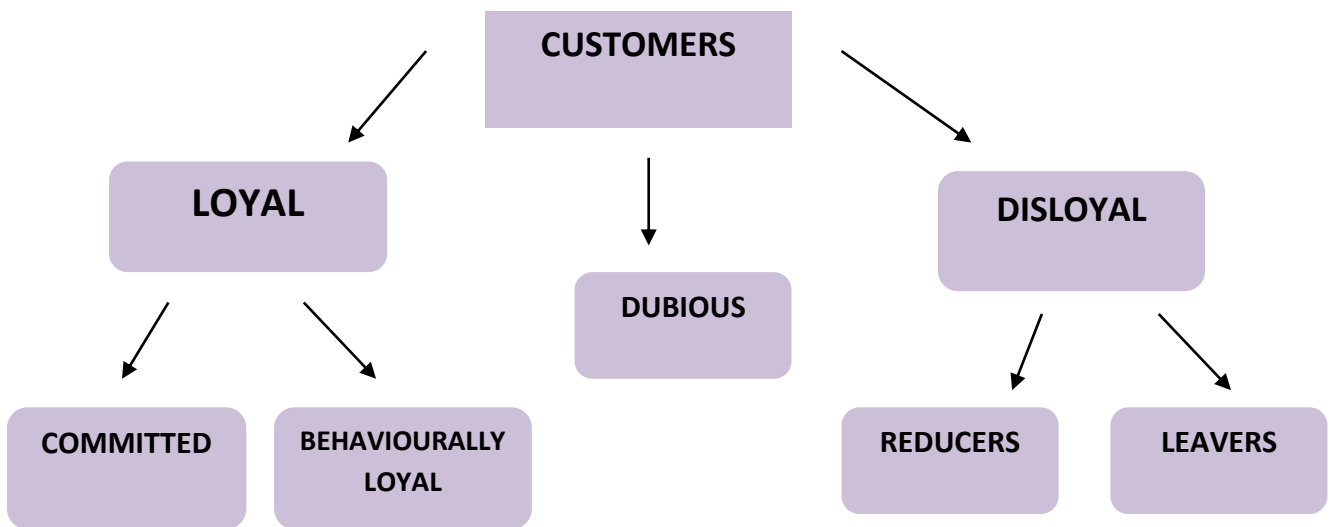 CUSTOMERS
LOYAL
DISLOYAL
DUBIOUS
COMMITTED
BEHAVIOURALLY
LOYAL
REDUCERS
LEAVERS